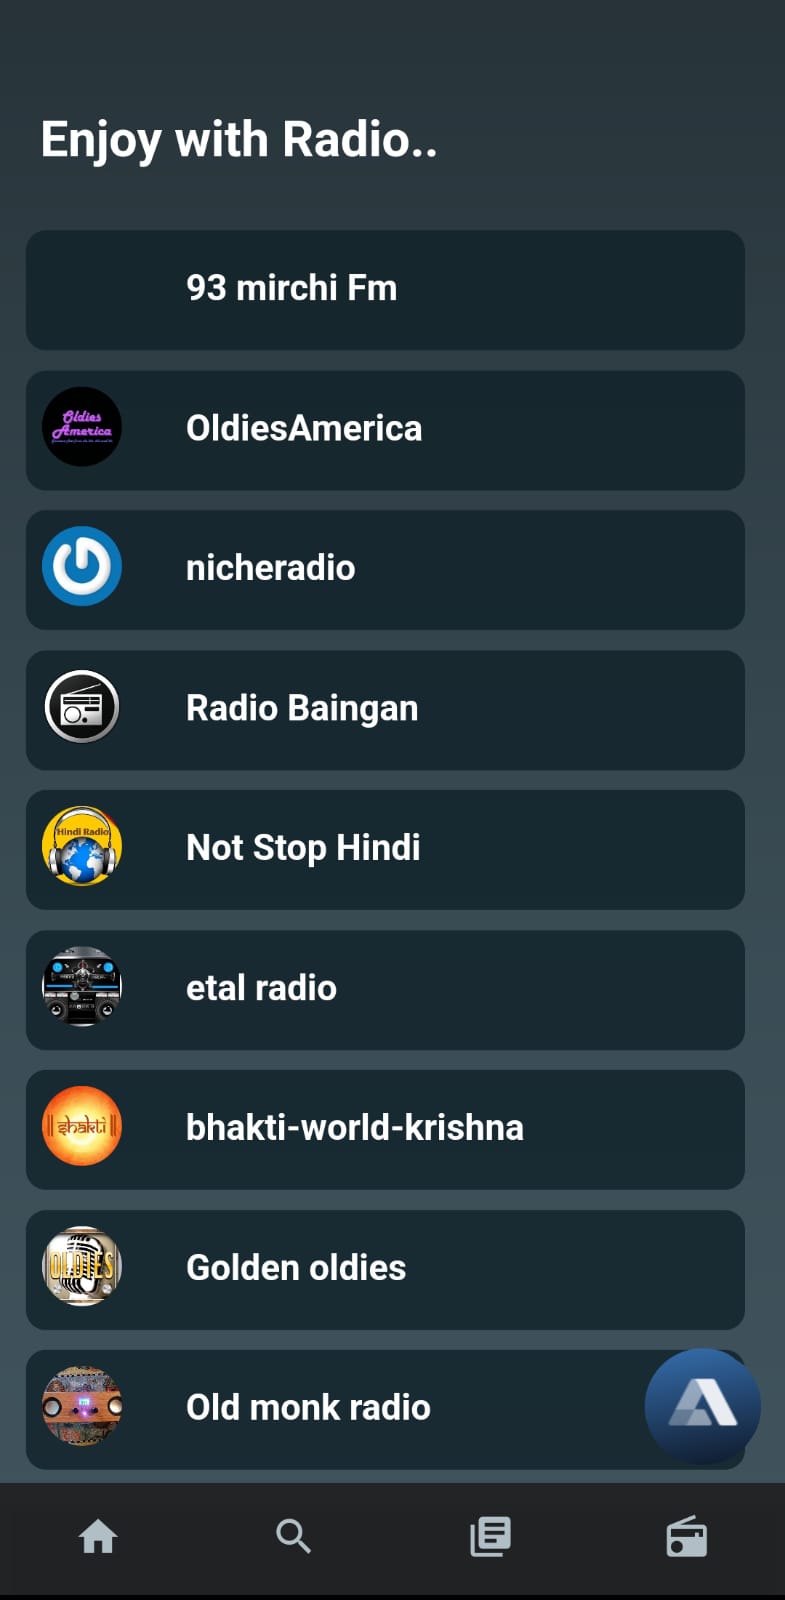 Enjoy with Radio..
93 mirchi Fm
Oldies
America
OldiesAmerica
nicheradio
Radio Baingan
Hindi Radio
Not Stop Hindi
etal radio
|| shakti ||
bhakti-world-krishna
OLDIES
Golden oldies
Old monk radio